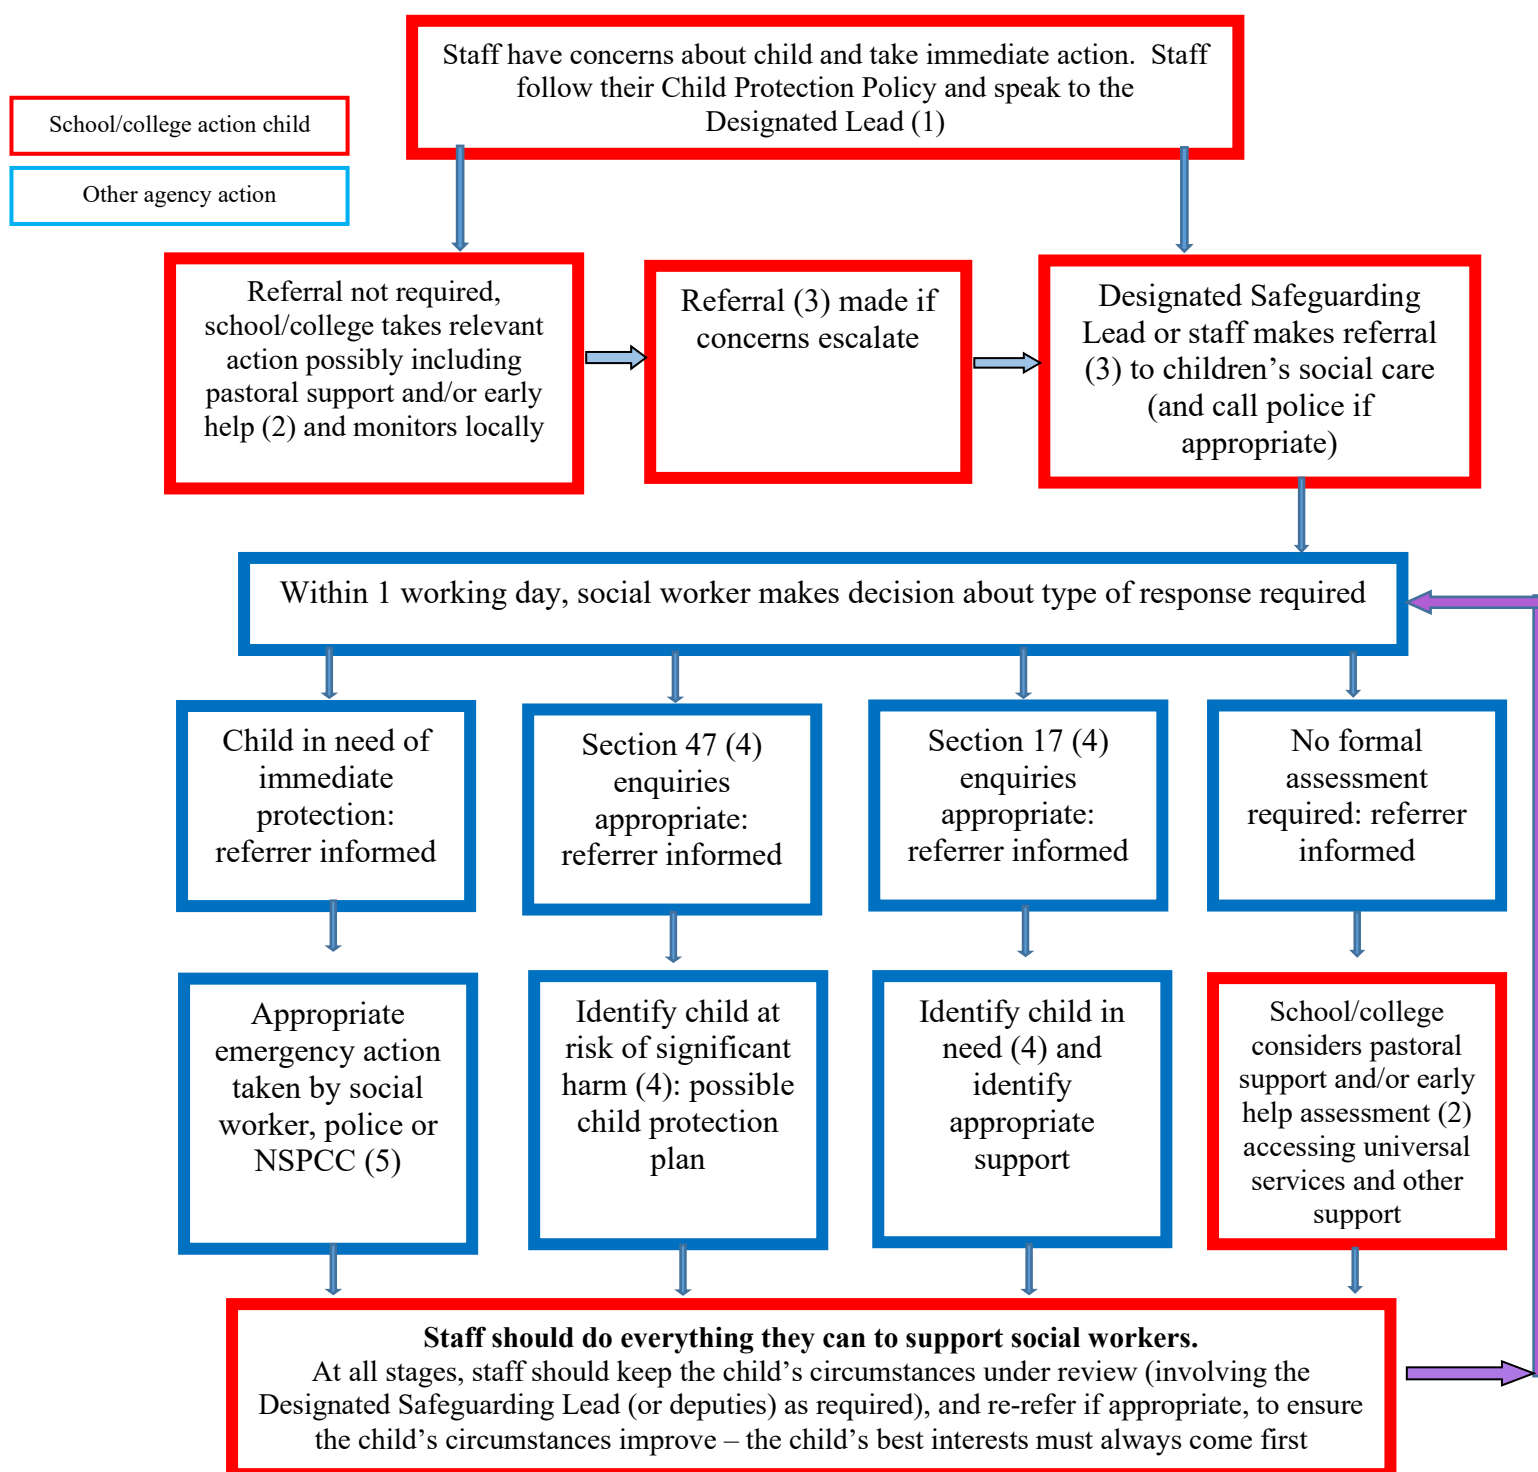 Staff have concerns about child and take immediate action.  Staff
follow their Child Protection Policy and speak to the
Designated Lead (1)
School/college action child
Other agency action
Referral not required,
school/college takes relevant
action possibly including
pastoral support and/or early
help (2) and monitors locally
Referral (3) made if
concerns escalate
Designated Safeguarding
Lead or staff makes referral
(3) to children’s social care
(and call police if
appropriate)
Within 1 working day, social worker makes decision about type of response required
Child in need of
immediate
protection:
referrer informed
Section 47 (4)
enquiries
appropriate:
referrer informed
Section 17 (4)
enquiries
appropriate:
referrer informed
No formal
assessment
required: referrer
informed
Appropriate
emergency action
taken by social
worker, police or
NSPCC (5)
Identify child at
risk of significant
harm (4): possible
child protection
plan
Identify child in
need (4) and
identify
appropriate
support
School/college
considers pastoral
support and/or early
help assessment (2)
accessing universal
services and other
support
Staff should do everything they can to support social workers.
At all stages, staff should keep the child’s circumstances under review (involving the
Designated Safeguarding Lead (or deputies) as required), and re-refer if appropriate, to ensure
the child’s circumstances improve – the child’s best interests must always come first